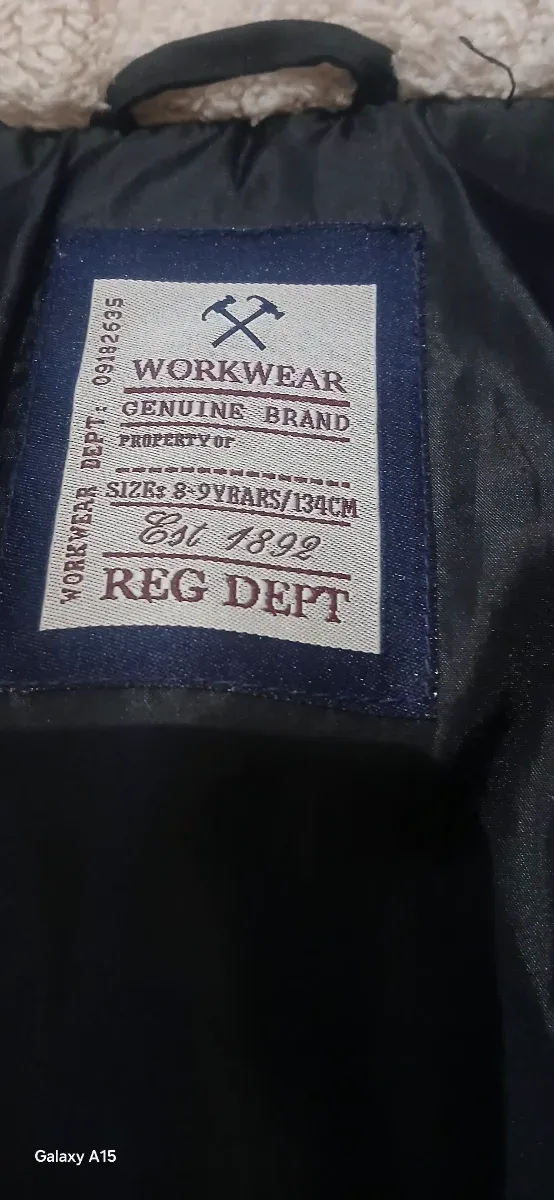 WORKWEAR
GENUINE BRAND
PROPERTY OF
SIZE: 8-9YEARS/134CM
Est 1892
REG DEPT
WORKWEAR DEPT: 09182635
Galaxy A15